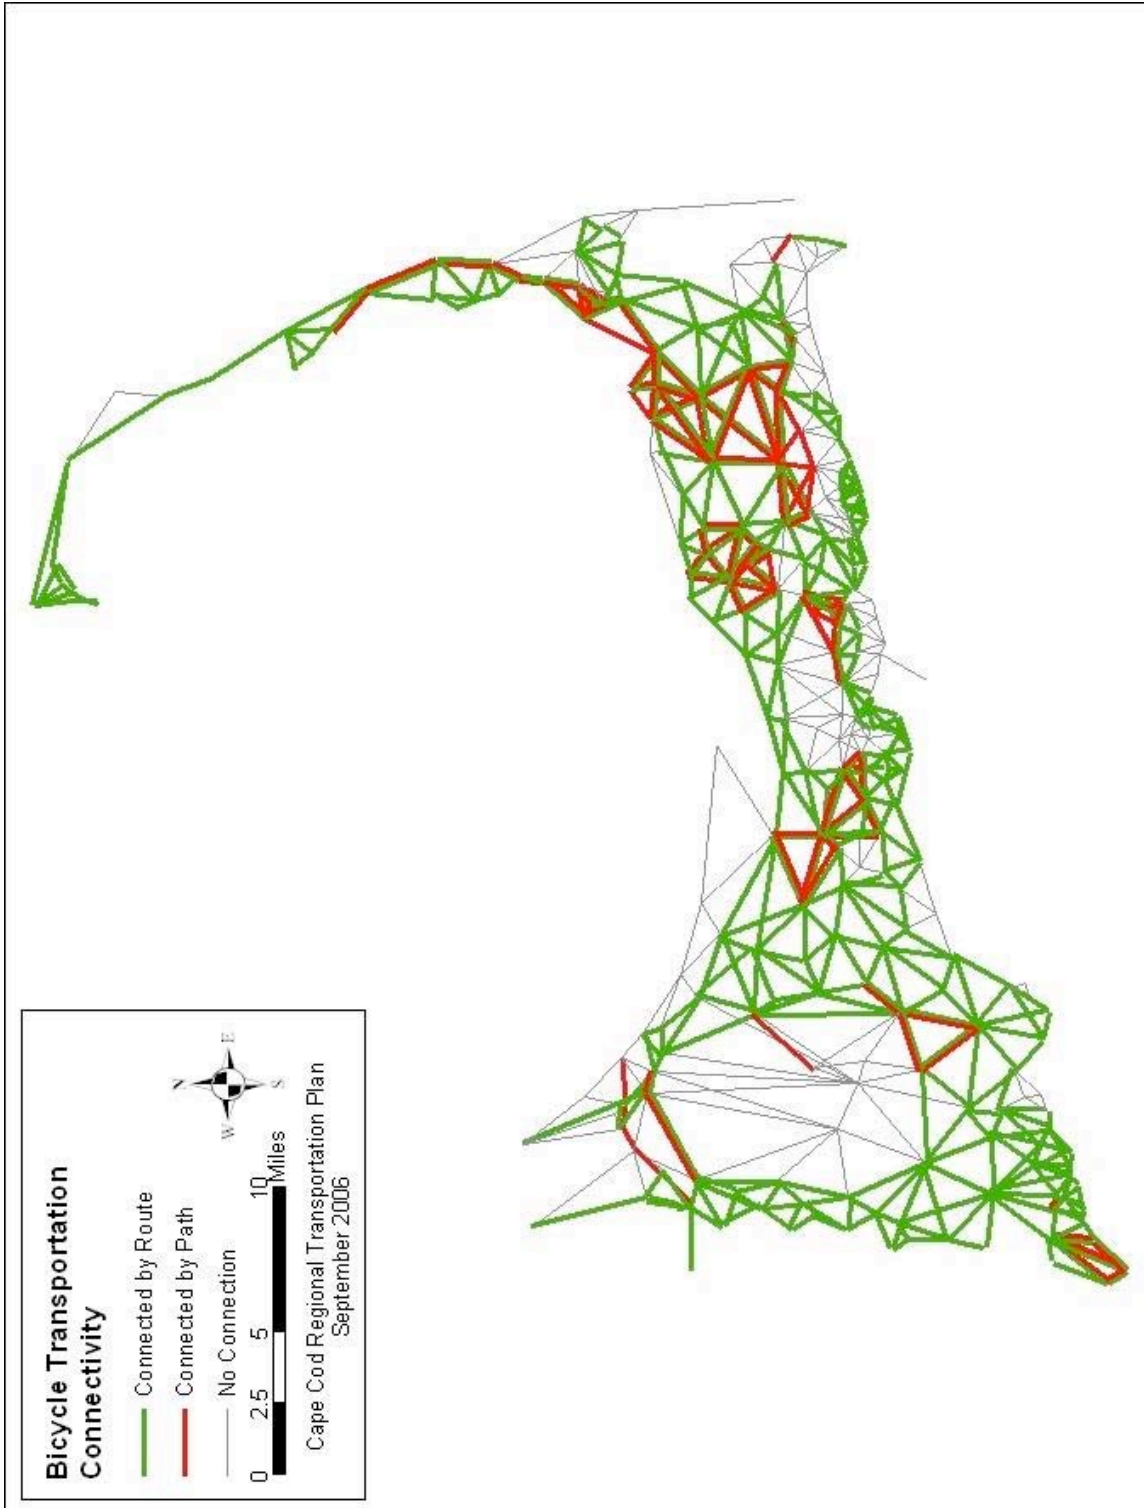 Bicycle Transportation
Connectivity
Connected by Route
Connected by Path
No Connection
0 2.5 5 10
Miles
N
W E
S
Cape Cod Regional Transportation Plan
September 2006